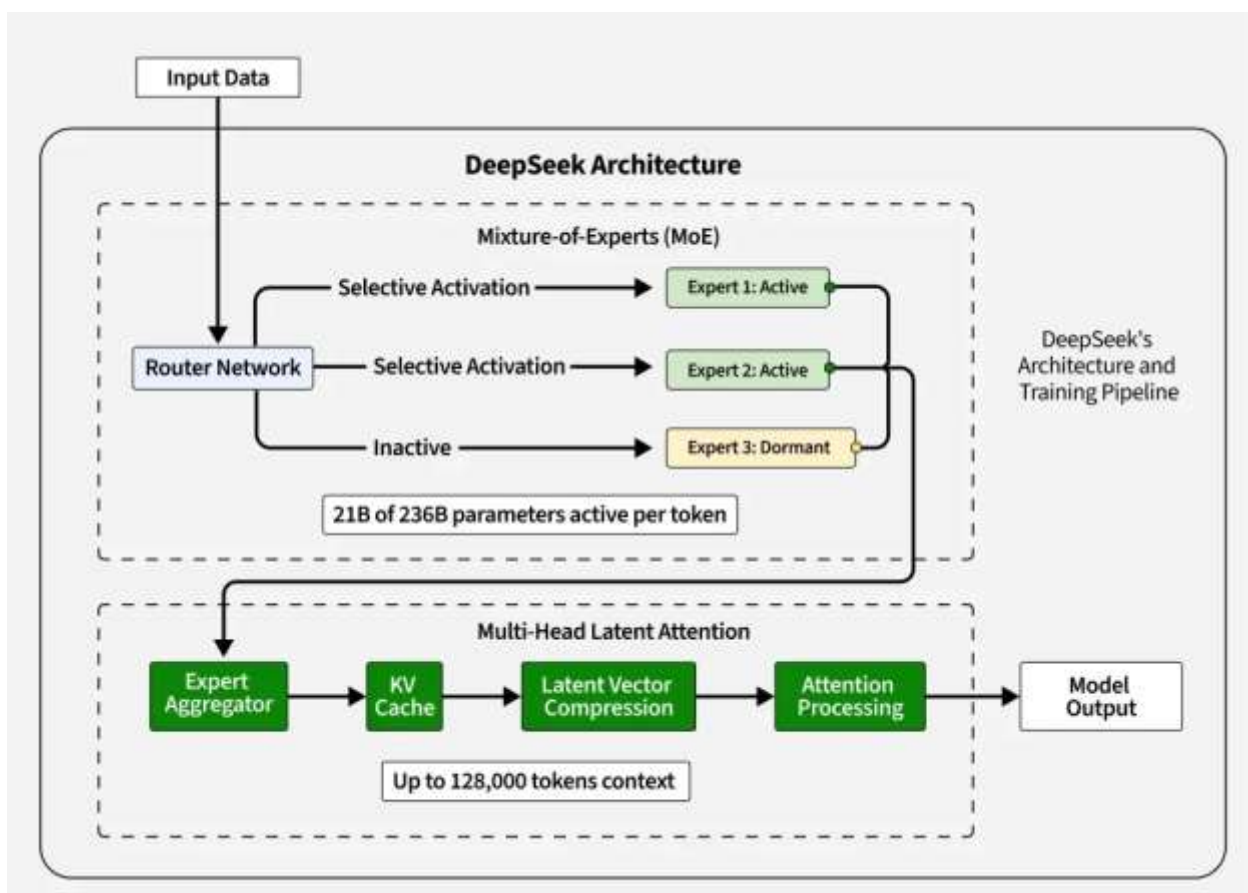 Input Data
DeepSeek Architecture
Mixture-of-Experts (MoE)
Selective Activation
Expert 1: Active
Router Network
Selective Activation
Expert 2: Active
Inactive
Expert 3: Dormant
21B of 236B parameters active per token
DeepSeek's
Architecture and
Training Pipeline
Multi-Head Latent Attention
Expert
Aggregator
KV
Cache
Latent Vector
Compression
Attention
Processing
Model
Output
Up to 128,000 tokens context